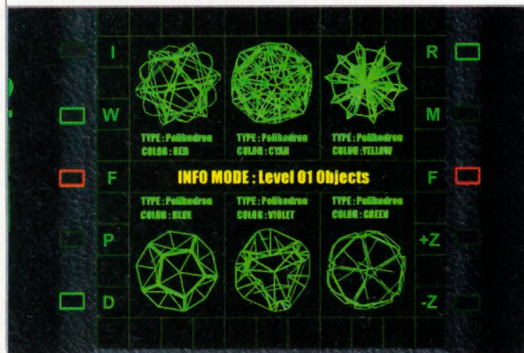 I
R
W
M
TYPE : Polihedron TYPE : Polihedron TYPE : Polihedron
COLOR : RED COLOR : CYAN COLOR : YELLOW
F INFO MODE : Level 01 Objects F
TYPE : Polihedron TYPE : Polihedron TYPE : Polihedron
COLOR : BLUE COLOR : VIOLET COLOR : GREEN
P
+Z
D
-Z